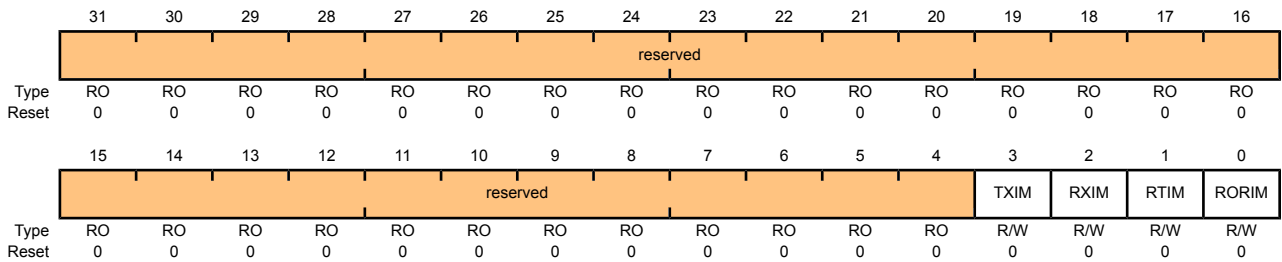 31 30 29 28 27 26 25 24 23 22 21 20 19 18 17 16
reserved
Type RO RO RO RO RO RO RO RO RO RO RO RO RO RO RO RO
Reset 0 0 0 0 0 0 0 0 0 0 0 0 0 0 0 0
15 14 13 12 11 10 9 8 7 6 5 4 3 2 1 0
reserved TXIM RXIM RTIM RORIM
Type RO RO RO RO RO RO RO RO RO RO RO RO R/W R/W R/W R/W
Reset 0 0 0 0 0 0 0 0 0 0 0 0 0 0 0 0